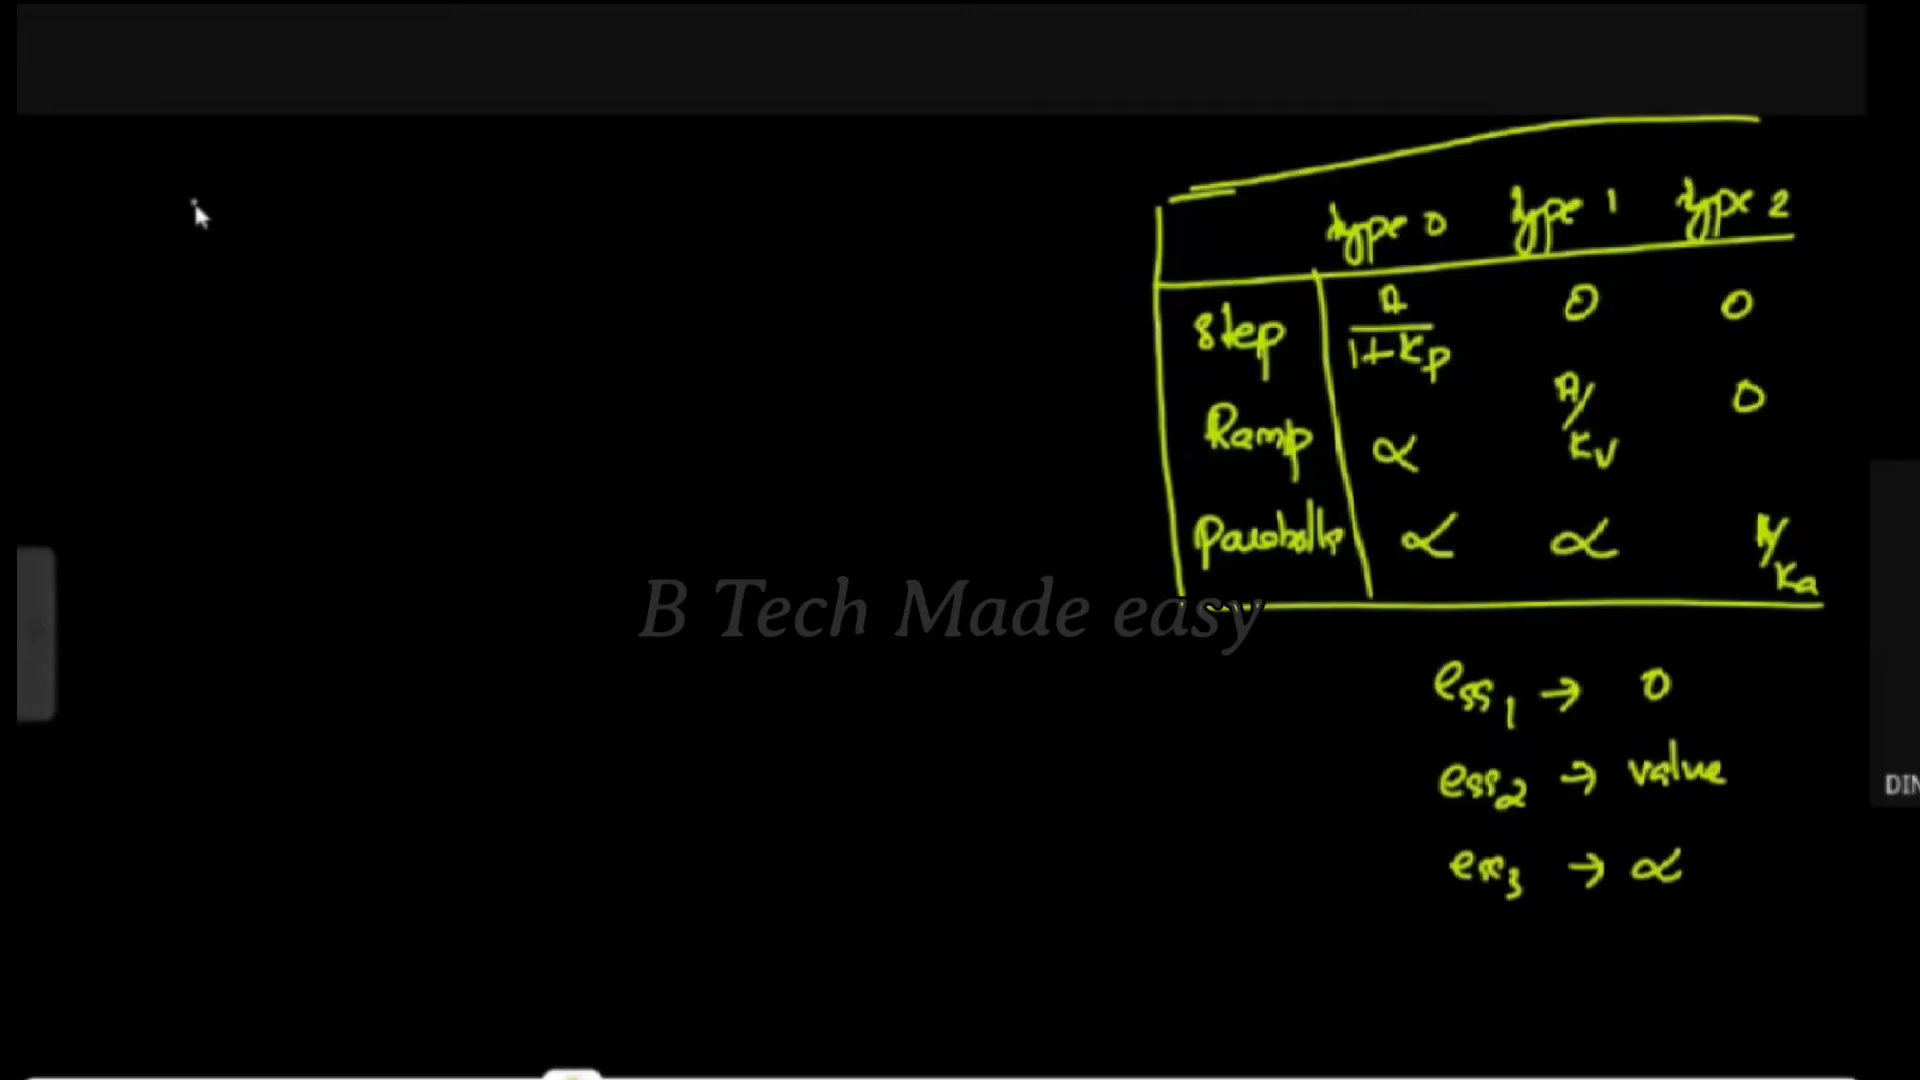 type 0 type 1 type 2
Step A/1+Kp 0 0
Ramp α A/Kv 0
α α A/Ka
B Tech Made easy
ess1 → 0
ess2 → value
ess3 → α
DIN